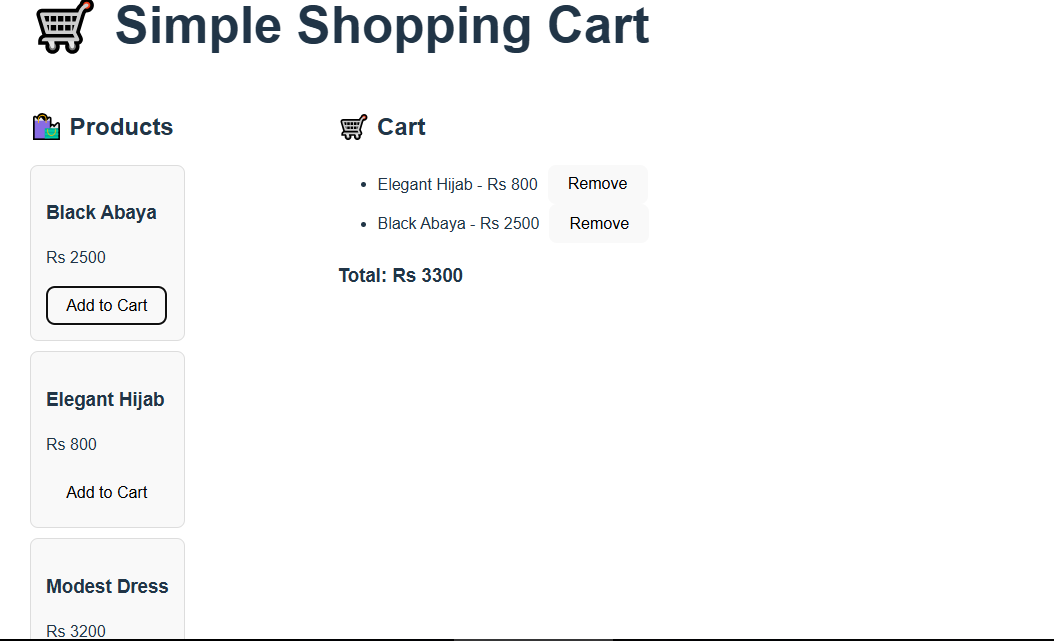 Simple Shopping Cart
Products
Black Abaya
Rs 2500
Add to Cart
Elegant Hijab
Rs 800
Add to Cart
Modest Dress
Rs 3200
Cart
Elegant Hijab - Rs 800 Remove
Black Abaya - Rs 2500 Remove
Total: Rs 3300